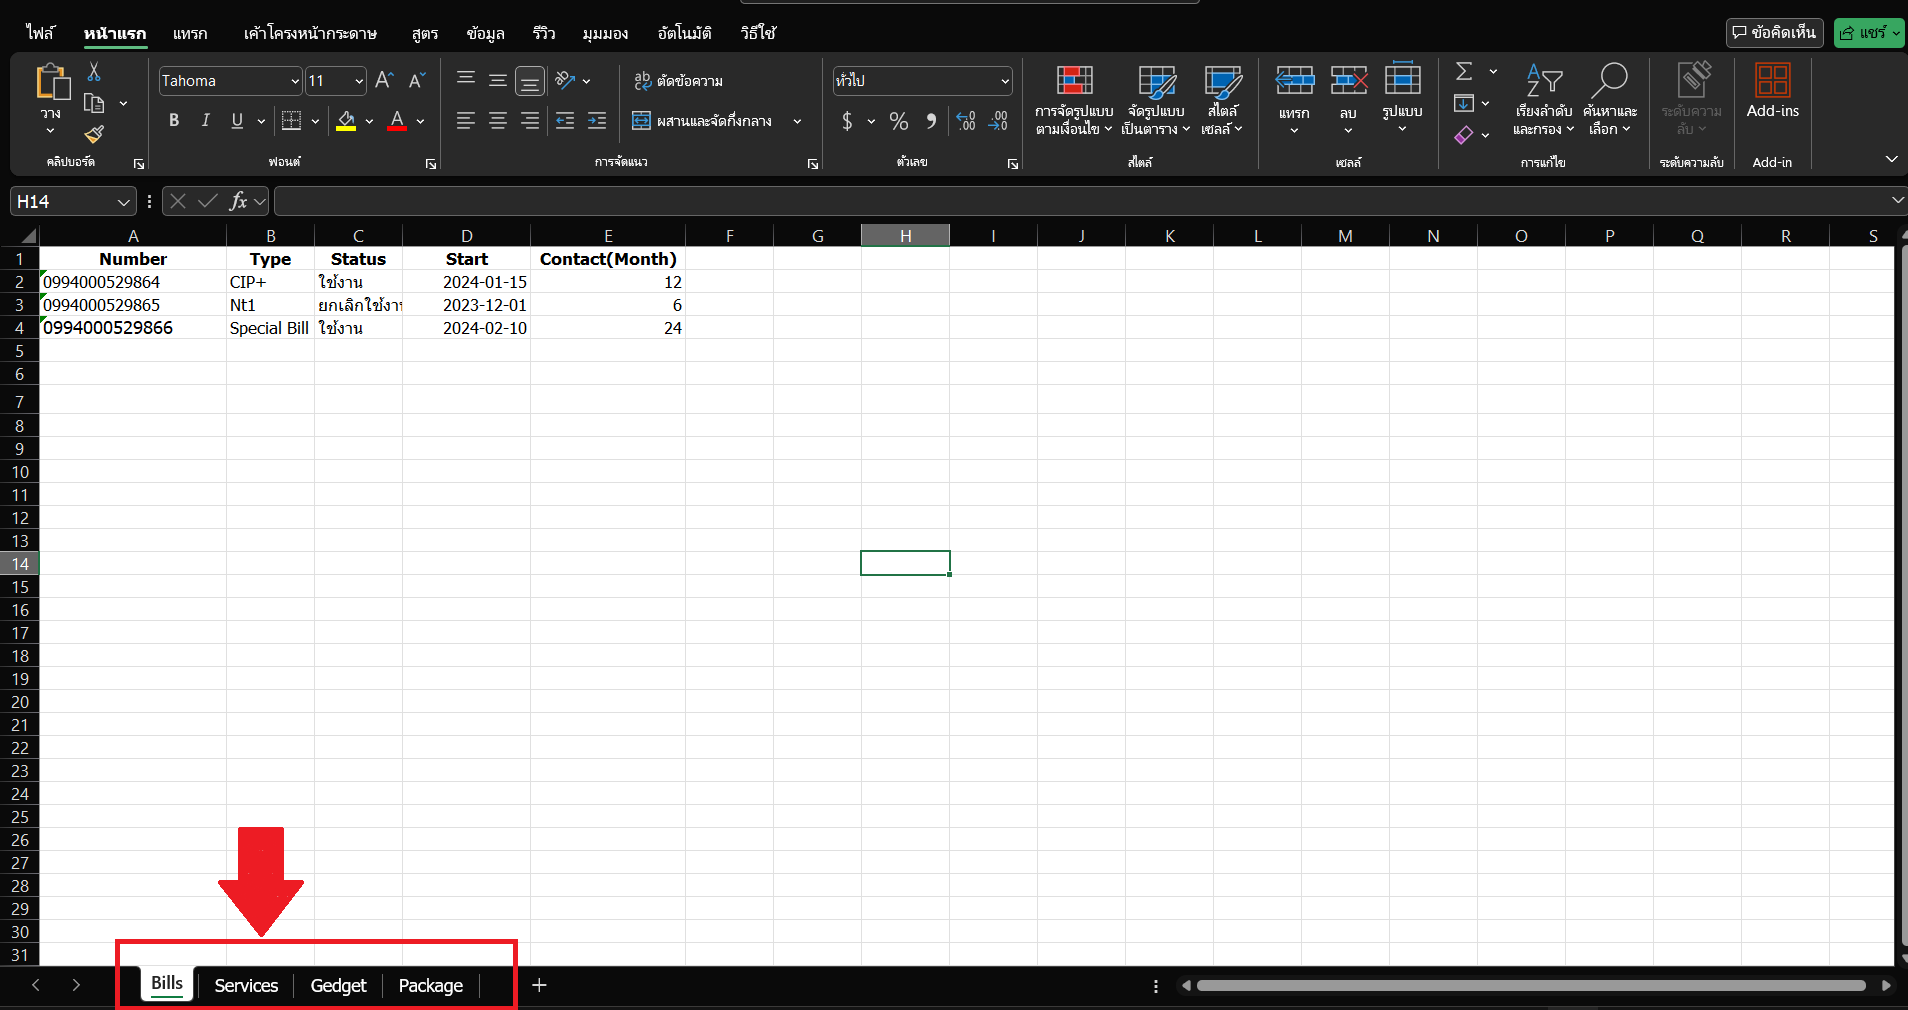 ไฟล์ หน้าแรก แทรก เค้าโครงหน้ากระดาษ สูตร ข้อมูล รีวิว มุมมอง อัตโนมัติ วิธีใช้ ข้อคิดเห็น แชร์
วาง
คลิปบอร์ด
Tahoma 11
B I U
ฟอนต์
ab ตัดข้อความ
ผสานและจัดกึ่งกลาง
การจัดแนว
ทั่วไป
$ % .00 .00
ตัวเลข
การจัดรูปแบบ
ตามเงื่อนไข
จัดรูปแบบ
เป็นตาราง
สไตล์
เซลล์
สไตล์
แทรก ลบ รูปแบบ
เซลล์
เรียงลำดับ
และกรอง
ค้นหาและ
เลือก
การแก้ไข
ระดับความ
ลับ
ระดับความลับ
Add-ins
Add-in
H14 fx
A B C D E F G H I J K L M N O P Q R S
1 Number Type Status Start Contact(Month)
2 0994000529864 CIP+ ใช้งาน 2024-01-15 12
3 0994000529865 Nt1 ยกเลิกใช้งาน 2023-12-01 6
4 0994000529866 Special Bill ใช้งาน 2024-02-10 24
5
6
7
8
9
10
11
12
13
14
15
16
17
18
19
20
21
22
23
24
25
26
27
28
29
30
31
Bills Services Gedget Package